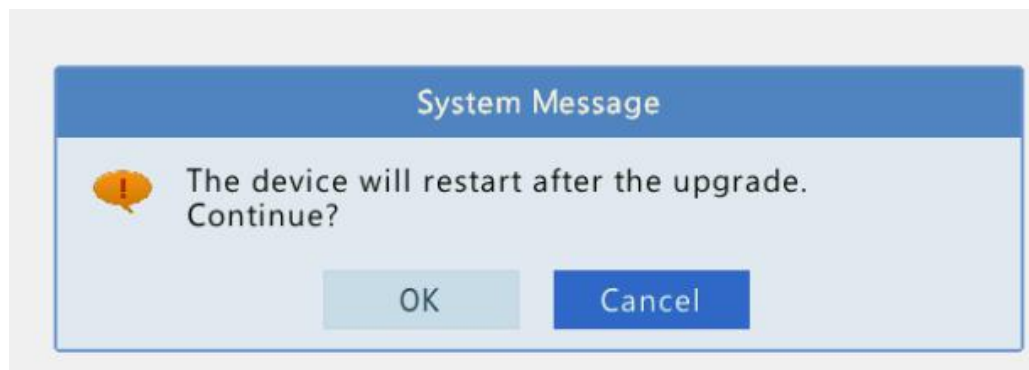 System Message
The device will restart after the upgrade.
Continue?
OK
Cancel